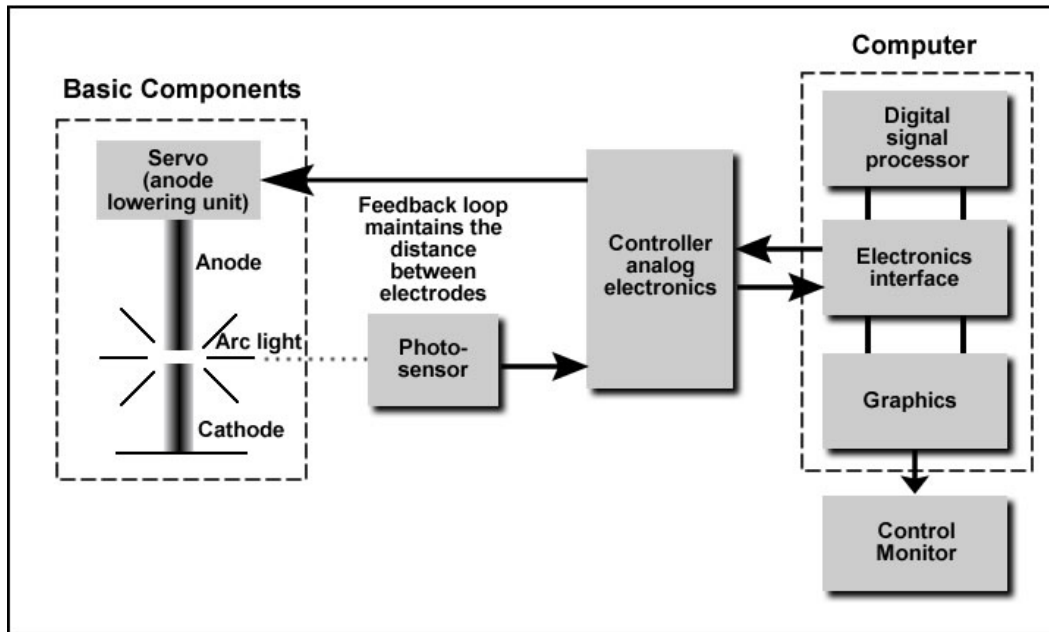 Basic Components
Servo
(anode
lowering unit)
Anode
Arc light
Cathode
Feedback loop
maintains the
distance
between
electrodes
Photo-
sensor
Controller
analog
electronics
Computer
Digital
signal
processor
Electronics
interface
Graphics
Control
Monitor